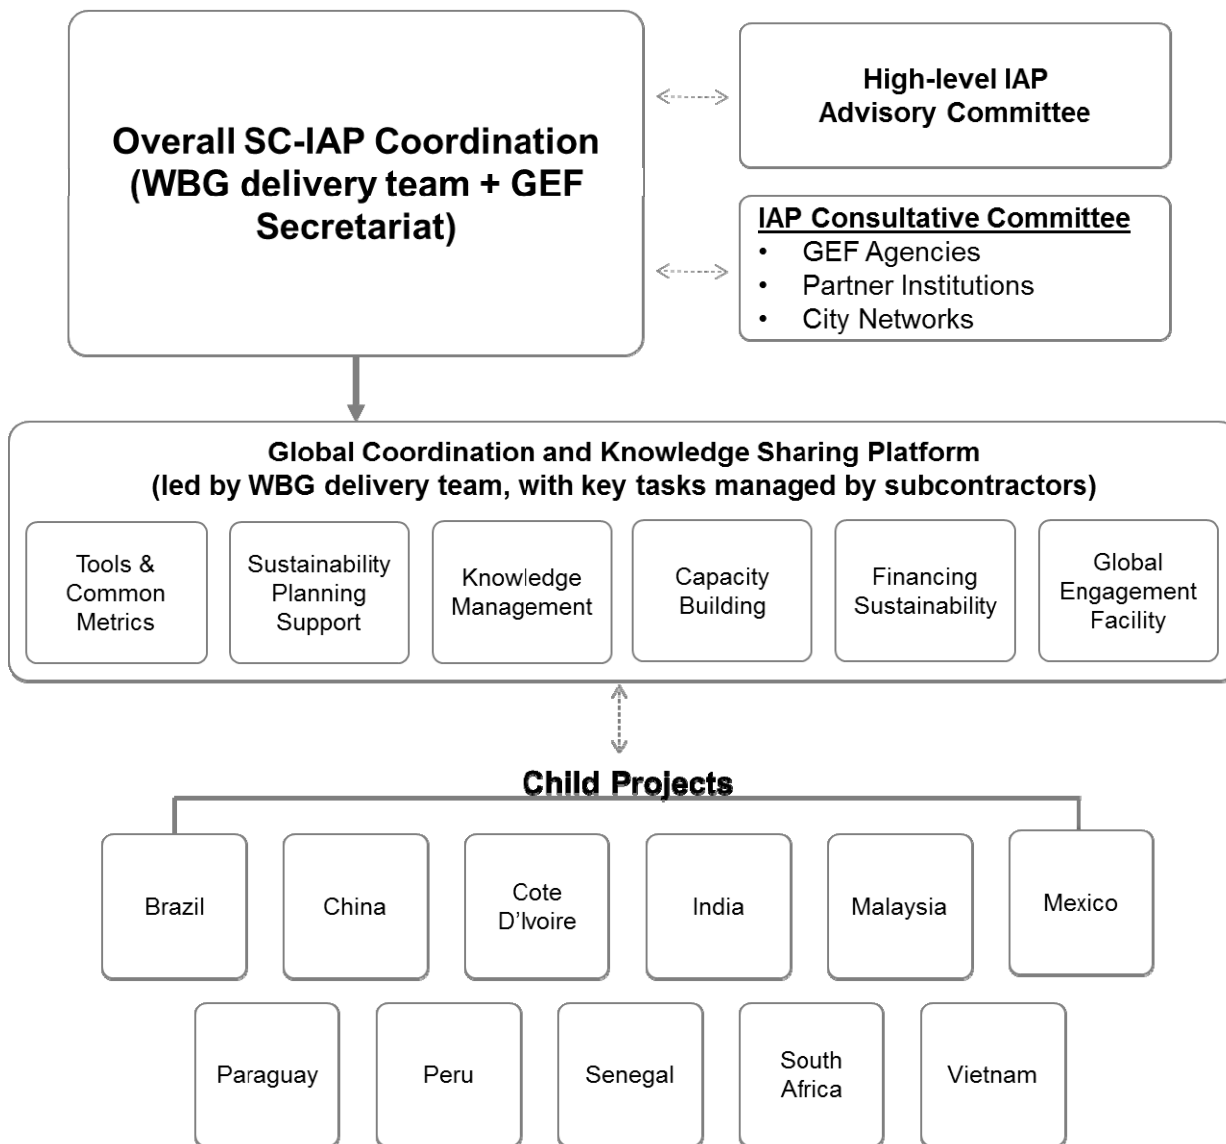 Overall SC-IAP Coordination
(WBG delivery team + GEF
Secretariat)
High-level IAP
Advisory Committee
IAP Consultative Committee
• GEF Agencies
• Partner Institutions
• City Networks
Global Coordination and Knowledge Sharing Platform
(led by WBG delivery team, with key tasks managed by subcontractors)
Tools &
Common
Metrics
Sustainability
Planning
Support
Knowledge
Management
Capacity
Building
Financing
Sustainability
Global
Engagement
Facility
Child Projects
Brazil
China
Cote
D’Ivoire
India
Malaysia
Mexico
Paraguay
Peru
Senegal
South
Africa
Vietnam